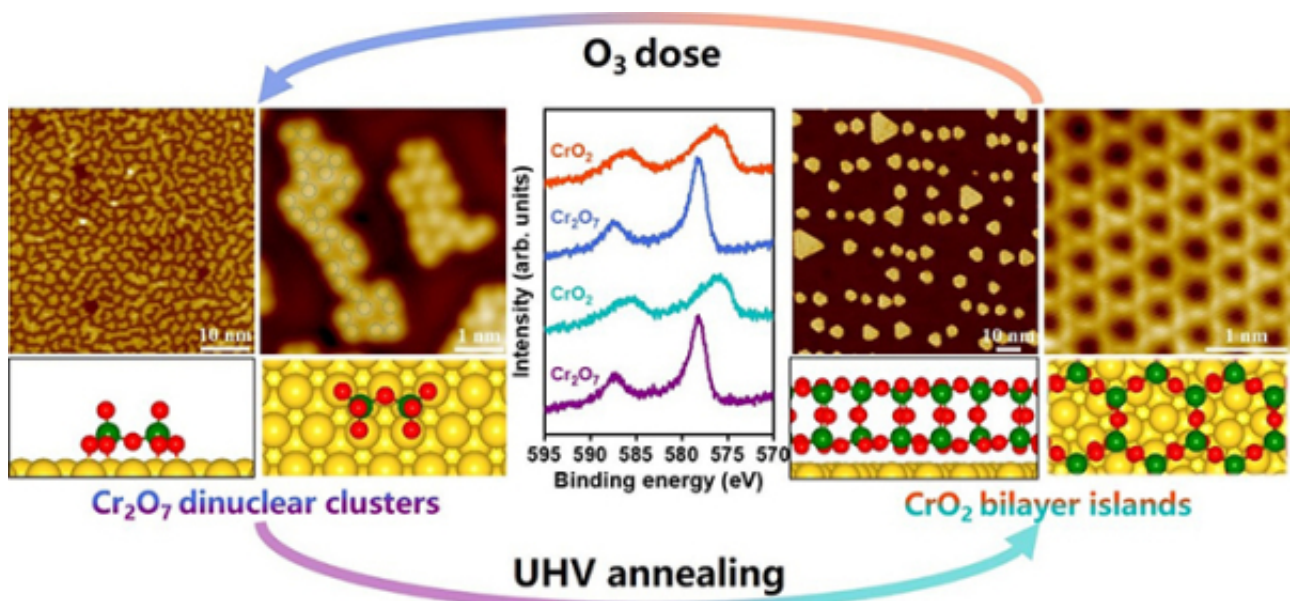 O₃ dose
10 nm
1 nm
Intensity (arb. units)
CrO₂
Cr₂O₇
CrO₂
Cr₂O₇
595 590 585 580 575 570
Binding energy (eV)
10 nm
1 nm
Cr₂O₇ dinuclear clusters
CrO₂ bilayer islands
UHV annealing